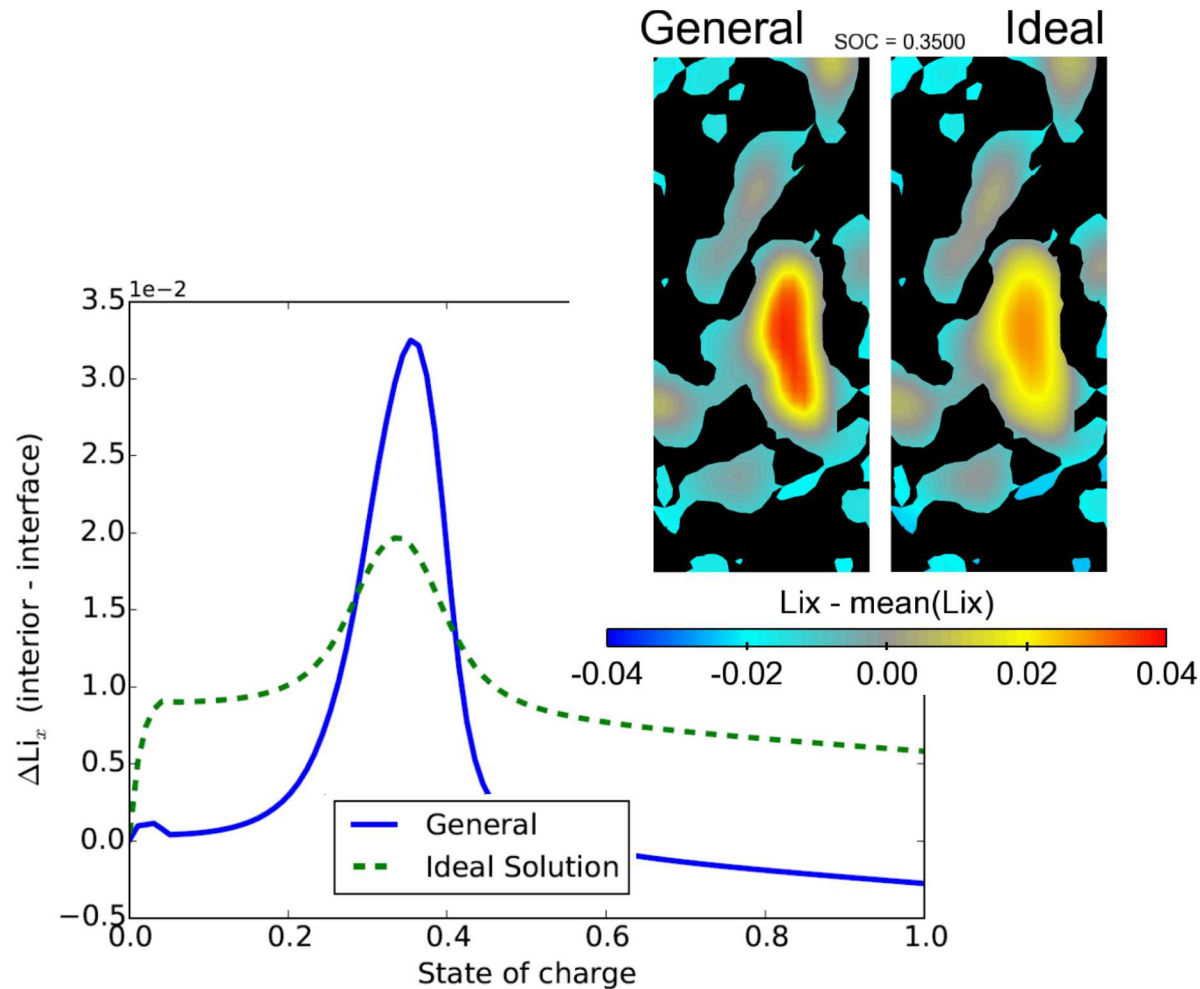 General SOC = 0.3500 Ideal
Lix - mean(Lix)
-0.04 -0.02 0.00 0.02 0.04
1e-2
3.5
3.0
2.5
2.0
1.5
1.0
0.5
0.0
−0.5
ΔLiₓ (interior - interface)
General
Ideal Solution
0.0 0.2 0.4 0.6 0.8 1.0
State of charge